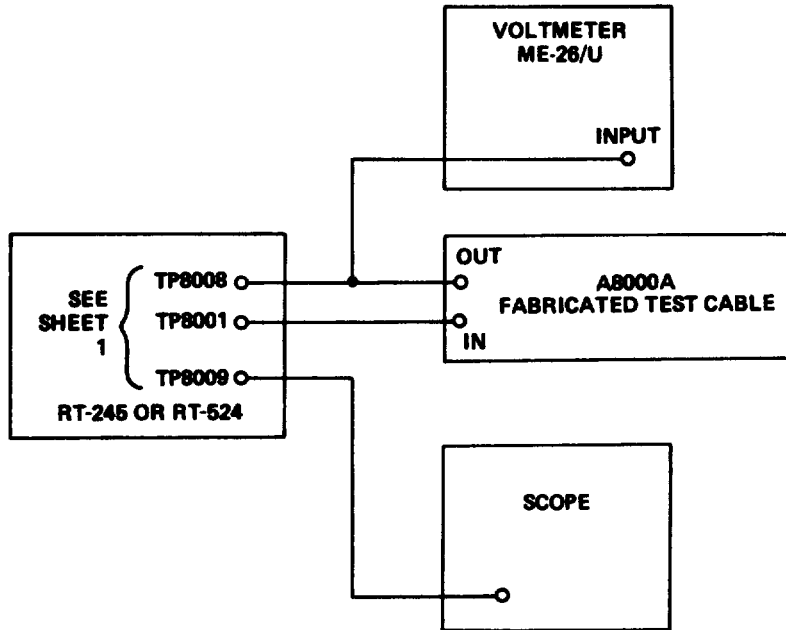 VOLTMETER
ME-26/U
INPUT
SEE
SHEET
1
TP8008
TP8001
TP8009
RT-245 OR RT-524
OUT
IN
A8000A
FABRICATED TEST CABLE
SCOPE